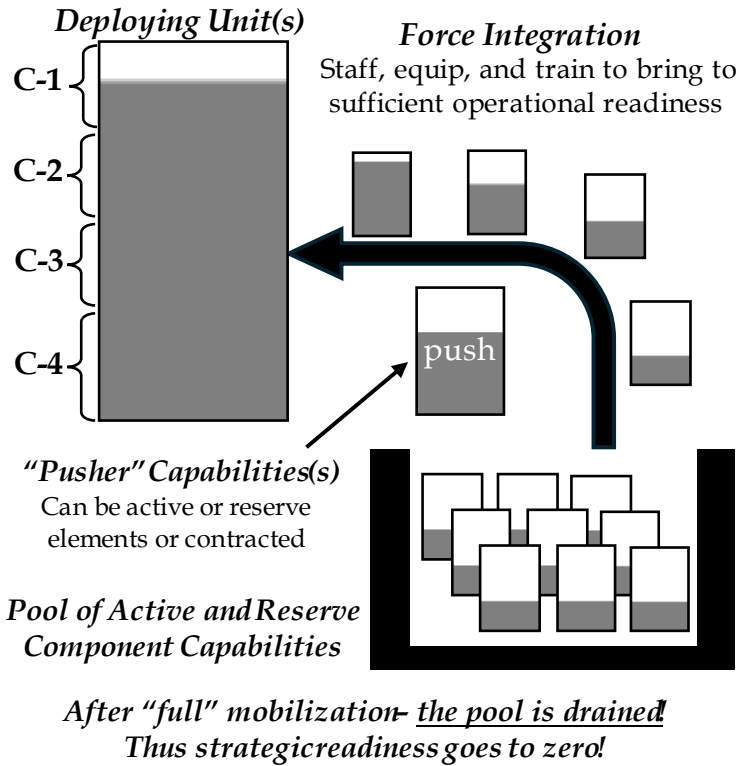 Deploying Unit(s)
C-1
C-2
C-3
C-4
Force Integration
Staff, equip, and train to bring to
sufficient operational readiness
push
“Pusher” Capabilities(s)
Can be active or reserve
elements or contracted
Pool of Active and Reserve
Component Capabilities
After “full” mobilization– the pool is drained!
Thus strategic readiness goes to zero!